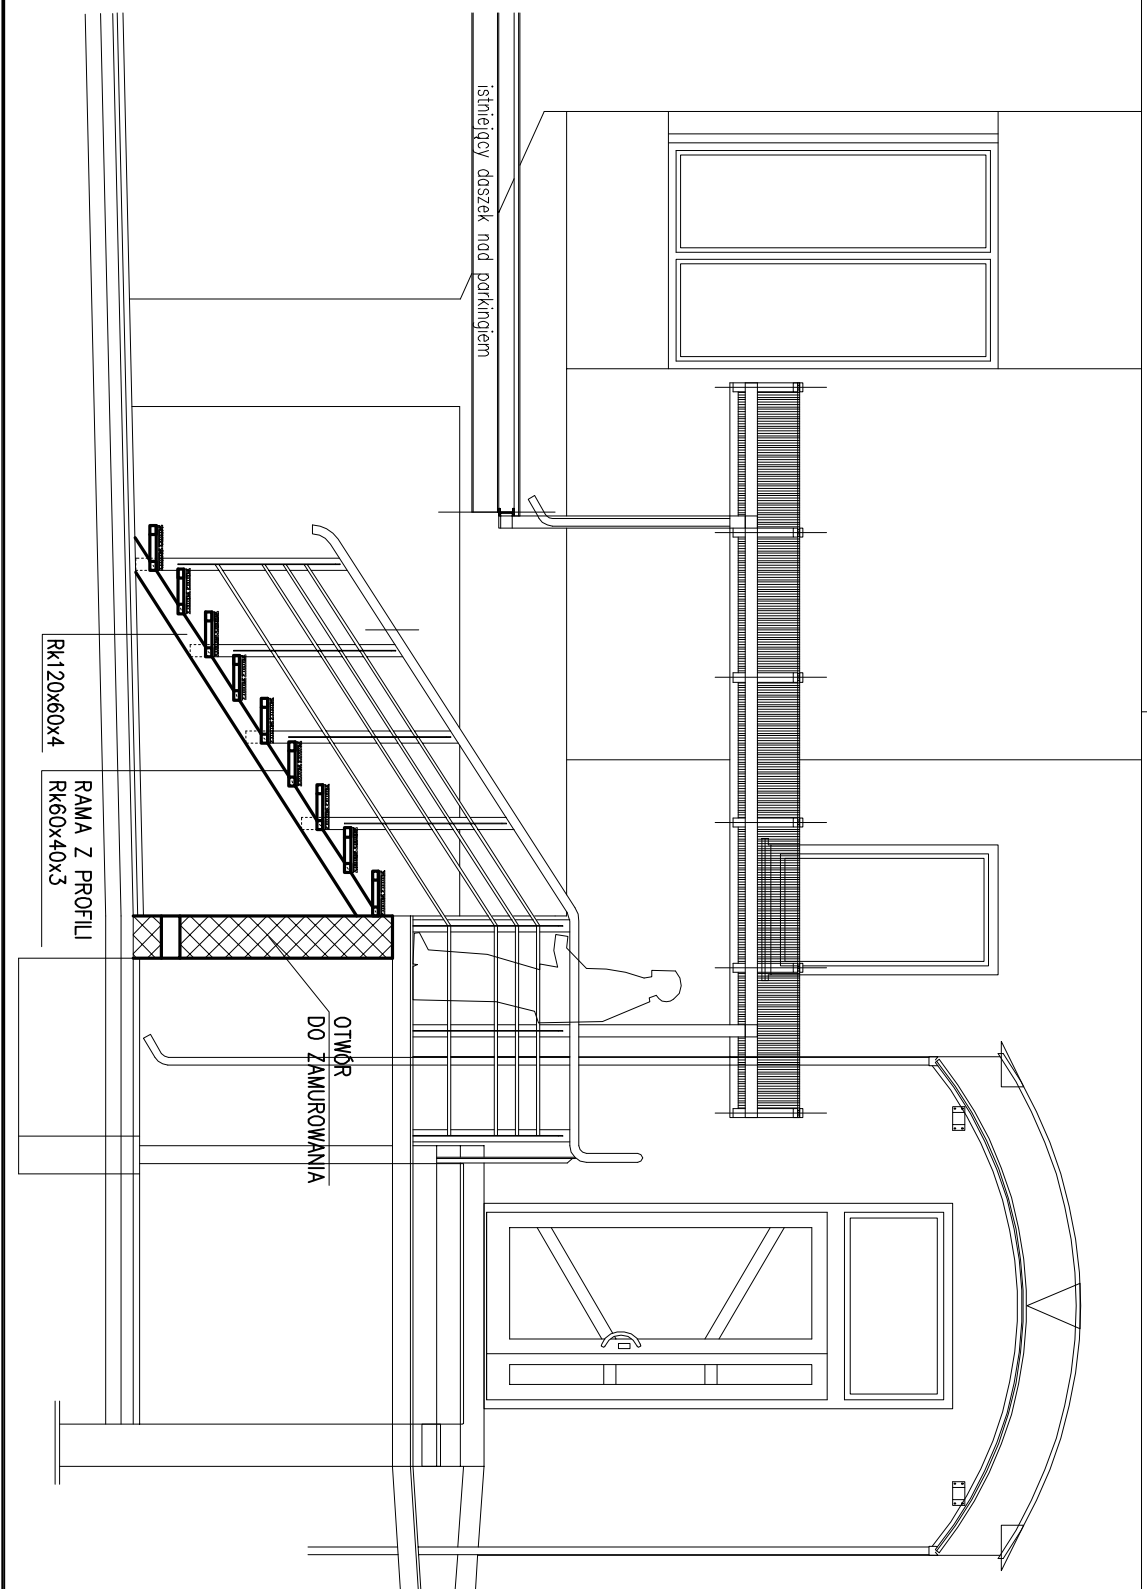 istniejący daszek nad parkingiem
OTWÓR
DO ZAMUROWANIA
RAMA Z PROFILI
Rk60x40x3
Rk120x60x4